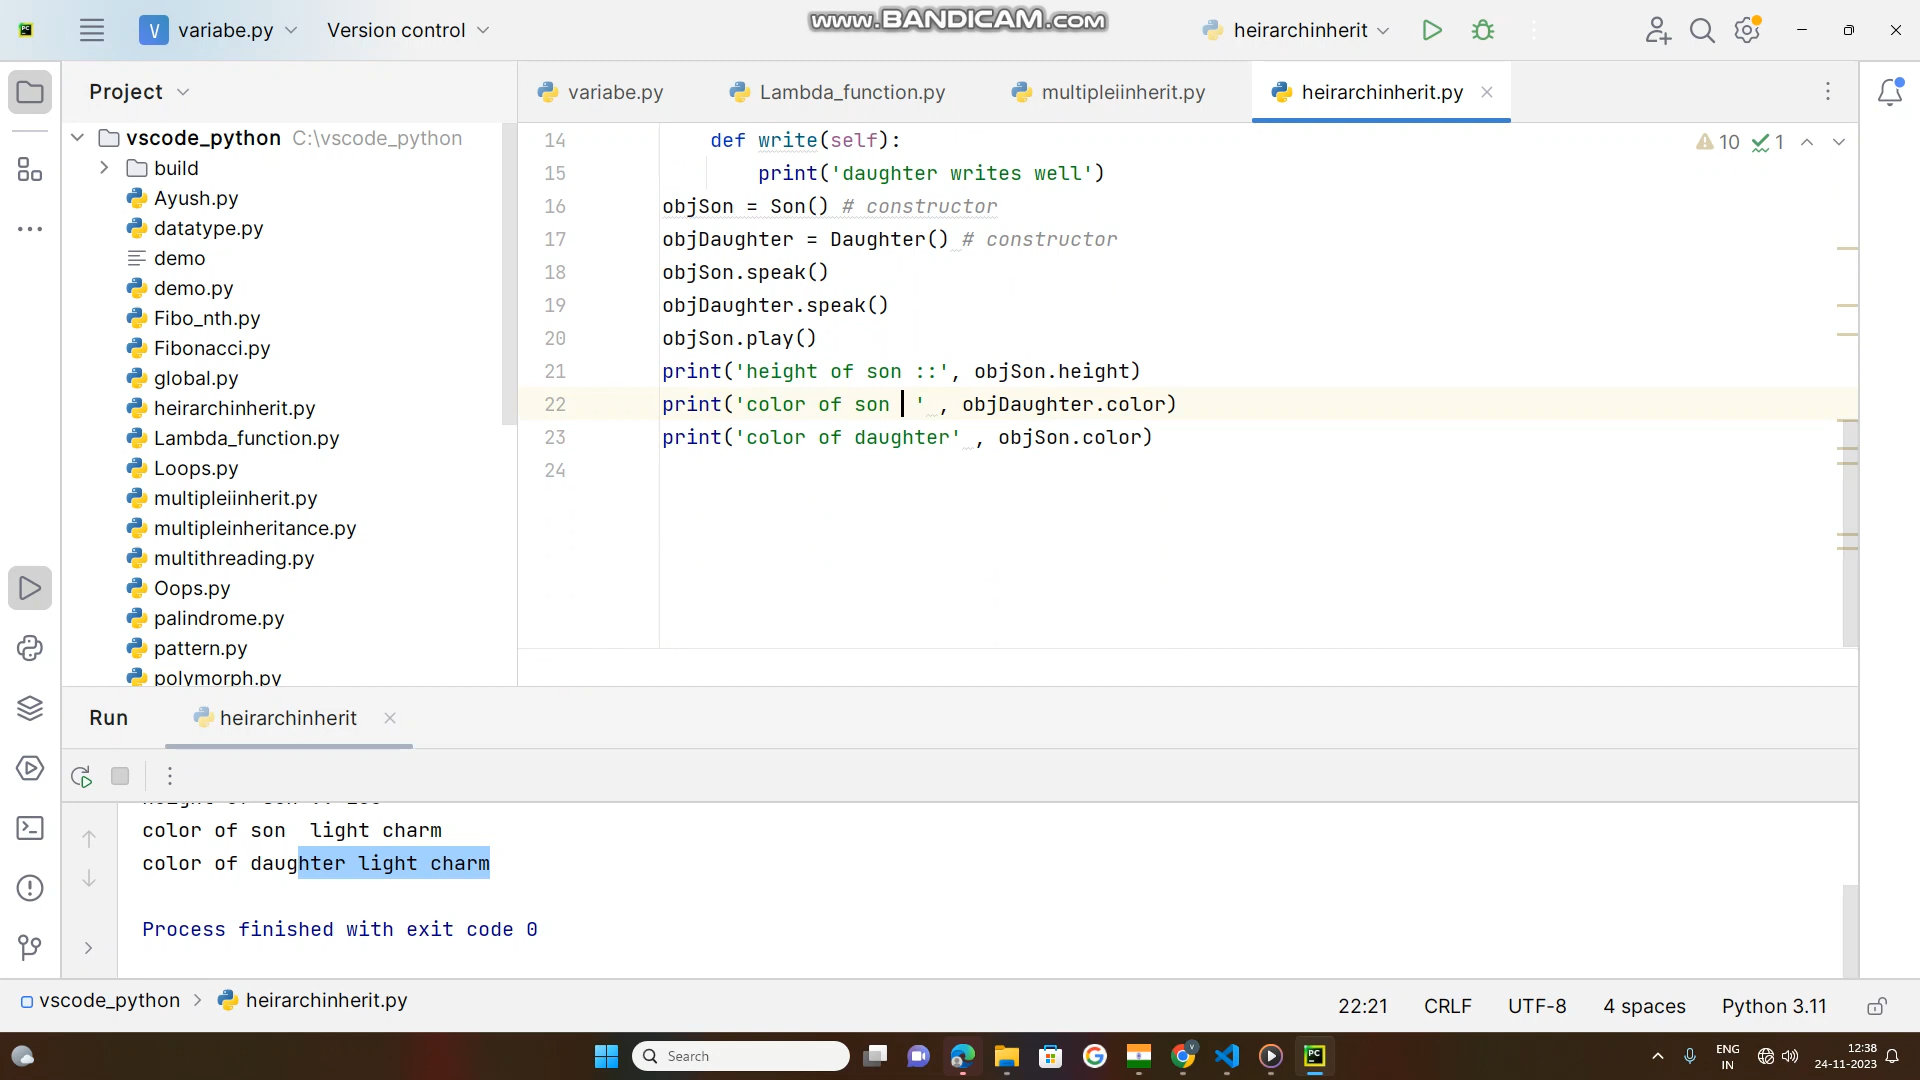 V variabe.py Version control www.BANDICAM.com heirarchinherit
Project variabe.py Lambda_function.py multipleiinherit.py heirarchinherit.py
vscode_python C:\vscode_python
build
Ayush.py
datatype.py
demo
demo.py
Fibo_nth.py
Fibonacci.py
global.py
heirarchinherit.py
Lambda_function.py
Loops.py
multipleiinherit.py
multipleinheritance.py
multithreading.py
Oops.py
palindrome.py
pattern.py
polymorph.py
14 def write(self): 10 1
15 print('daughter writes well')
16 objSon = Son() # constructor
17 objDaughter = Daughter() # constructor
18 objSon.speak()
19 objDaughter.speak()
20 objSon.play()
21 print('height of son ::', objSon.height)
22 print('color of son  ' , objDaughter.color)
23 print('color of daughter' , objSon.color)
24
Run heirarchinherit
color of son  light charm
color of daughter light charm
Process finished with exit code 0
vscode_python > heirarchinherit.py 22:21 CRLF UTF-8 4 spaces Python 3.11
Search ENG IN 12:38 24-11-2023